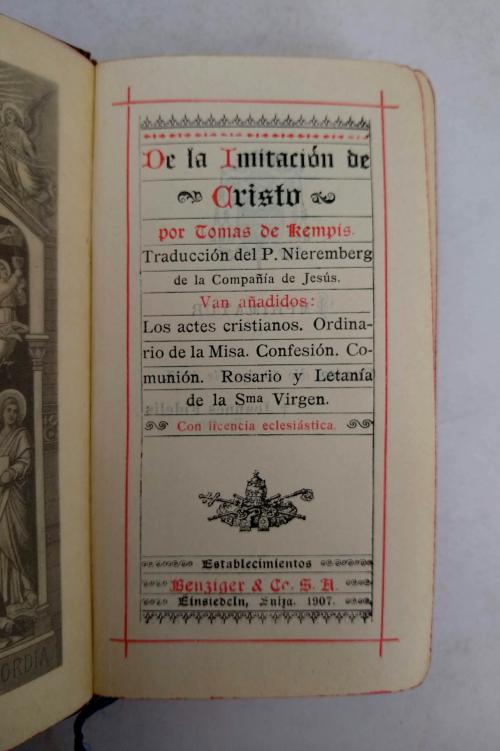 De la Imitación de
Cristo
por Tomas de Kempis.
Traducción del P. Nieremberg
de la Compañía de Jesús.
Van añadidos:
Los actes cristianos. Ordina-
rio de la Misa. Confesión. Co-
munión. Rosario y Letanía
de la Sma Virgen.
Con licencia eclesiástica.
Establecimientos
Benziger & Co. S. A.
Einsiedeln, Suiza. 1907.
ORDIA